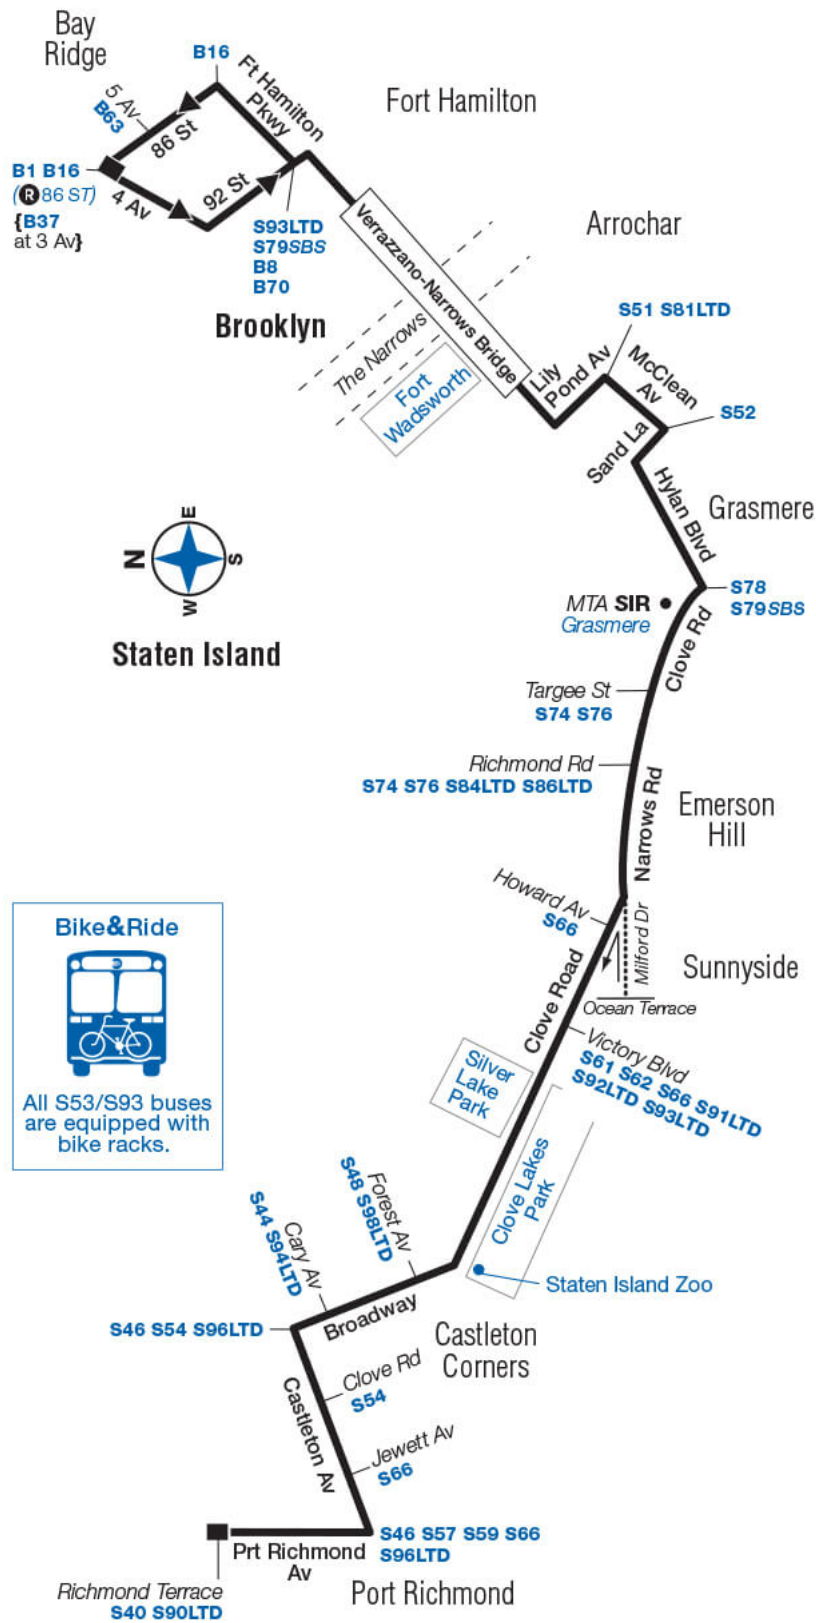 Bay
Ridge
B16
Ft Hamilton
Pkwy
Fort Hamilton
5 Av
B63
86 St
B1 B16
(R 86 ST)
{B37
at 3 Av}
4 Av
92 St
S93LTD
S79SBS
B8
B70
Arrochar
Verrazzano-Narrows Bridge
Brooklyn
The Narrows
Fort
Wadsworth
S51 S81LTD
Lily
Pond Av
McClean
Av
S52
Sand La
Hylan Blvd
Grasmere
E
N
S
W
S78
S79SBS
MTA SIR
Grasmere
Clove Rd
Staten Island
Targee St
S74 S76
Richmond Rd
S74 S76 S84LTD S86LTD
Narrows Rd
Emerson
Hill
Howard Av
S66
Milford Dr
Sunnyside
Ocean Terrace
Clove Road
Bike&Ride
All S53/S93 buses
are equipped with
bike racks.
Victory Blvd
S61 S62 S66 S91LTD
S92LTD S93LTD
Silver
Lake
Park
Clove Lakes
Park
Forest Av
S48 S98LTD
Cary Av
S44 S94LTD
Staten Island Zoo
S46 S54 S96LTD
Broadway
Castleton
Corners
Clove Rd
S54
Castleton Av
Jewett Av
S66
S46 S57 S59 S66
S96LTD
Prt Richmond
Av
Port Richmond
Richmond Terrace
S40 S90LTD